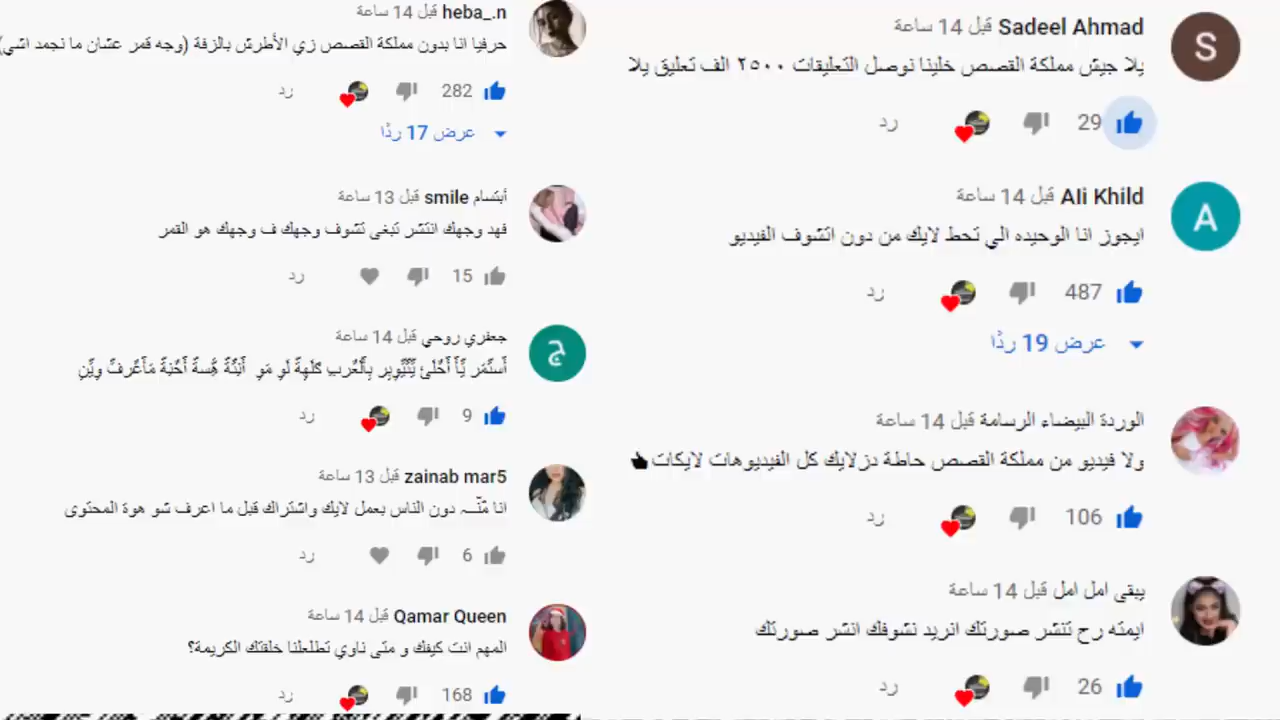 Sadeel Ahmad قبل 14 ساعة
يلا جيش مملكة القصص خلينا نوصل التعليقات ٢٥٠٠ الف تعليق يلا
29 رد
S
Ali Khild قبل 14 ساعة
ايجوز انا الوحيده الي تحط لايك من دون اتشوف الفيديو
487 رد
A
عرض 19 ردًا
الوردة البيضاء الرسامة قبل 14 ساعة
ولا فيديو من مملكة القصص حاطة دزلايك كل الفيديوهات لايكات
106 رد
يبقى امل امل قبل 14 ساعة
ايمته رح تنشر صورتك انريد نشوفك انشر صورتك
26 رد
heba_.n قبل 14 ساعة
حرفيا انا بدون مملكة القصص زي الأطرش بالزفة (وجه قمر عشان ما نجمد اشي)
282 رد
عرض 17 ردًا
أبتسام smile قبل 13 ساعة
فهد وجهك انتشر تبغى تشوف وجهك ف وجهك هو القمر
15 رد
جعفري روحي قبل 14 ساعة
ج
9 رد
zainab mar5 قبل 13 ساعة
انا دون الناس بعمل لايك واشتراك قبل ما اعرف شو هوة المحتوى
6 رد
Qamar Queen قبل 14 ساعة
المهم انت كيفك و متى ناوي تطلعلنا خلقتك الكريمة؟
168 رد